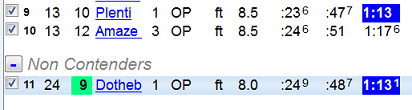 9 13 10 Plenti 1 OP ft 8.5 :23⁶ :47⁷ 1:13
10 13 12 Amaze 3 OP ft 8.5 :24⁶ :51 1:17⁶
- Non Contenders
11 24 9 Dotheb 1 OP ft 8.0 :24⁹ :48⁷ 1:13¹